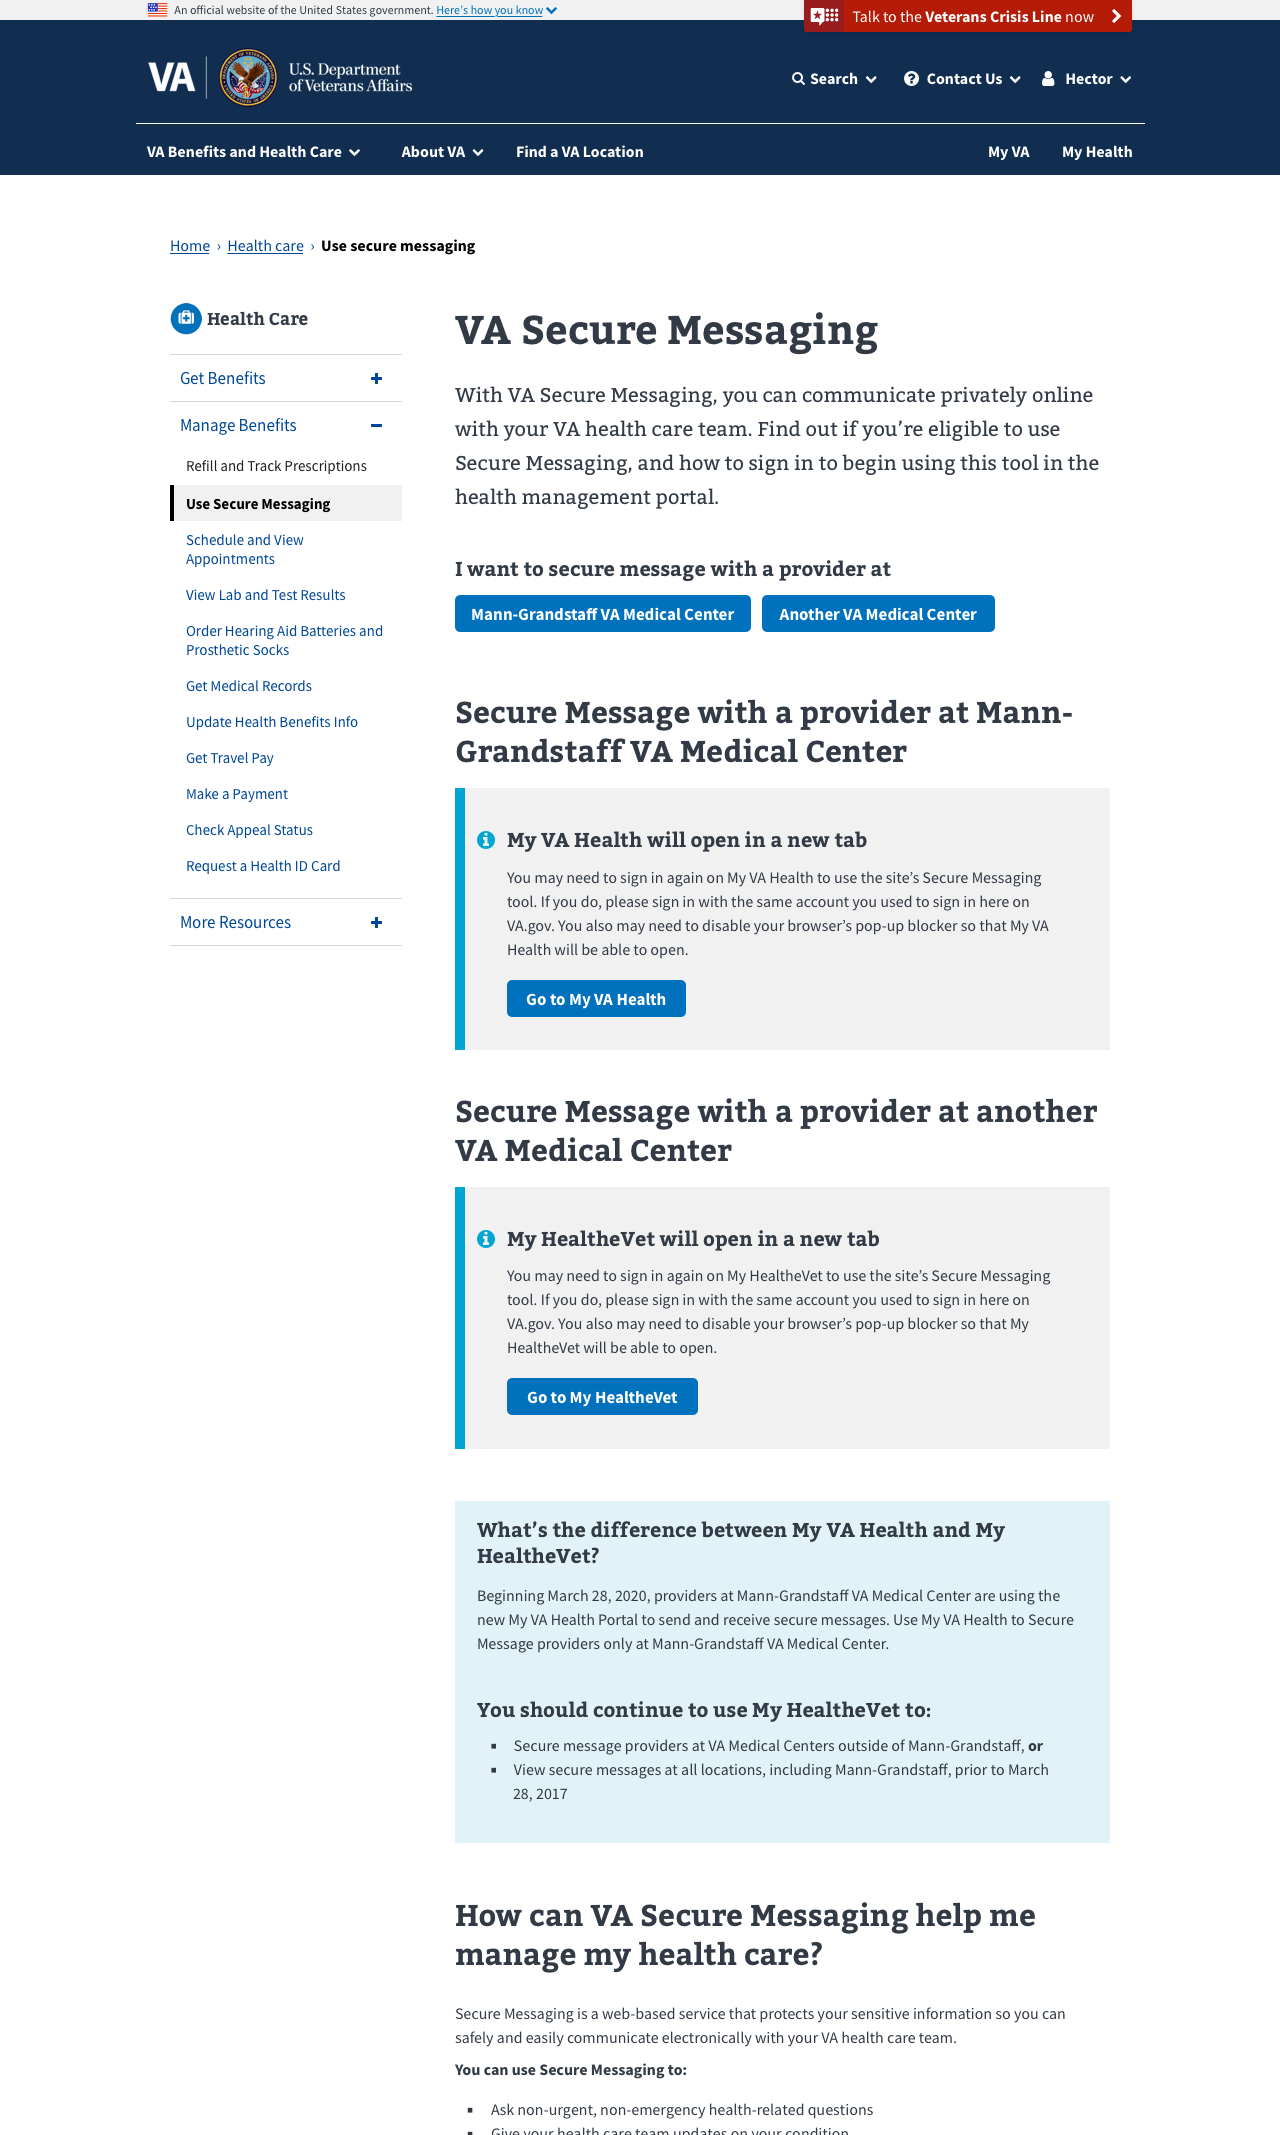 An official website of the United States government. Here's how you know
Talk to the Veterans Crisis Line now
VA
U.S. Department
of Veterans Affairs
Search
Contact Us
Hector
VA Benefits and Health Care
About VA
Find a VA Location
My VA
My Health
Home › Health care › Use secure messaging
Health Care
Get Benefits
Manage Benefits
Refill and Track Prescriptions
Use Secure Messaging
Schedule and View
Appointments
View Lab and Test Results
Order Hearing Aid Batteries and
Prosthetic Socks
Get Medical Records
Update Health Benefits Info
Get Travel Pay
Make a Payment
Check Appeal Status
Request a Health ID Card
More Resources
VA Secure Messaging
With VA Secure Messaging, you can communicate privately online
with your VA health care team. Find out if you’re eligible to use
Secure Messaging, and how to sign in to begin using this tool in the
health management portal.
I want to secure message with a provider at
Mann-Grandstaff VA Medical Center
Another VA Medical Center
Secure Message with a provider at Mann-
Grandstaff VA Medical Center
My VA Health will open in a new tab
You may need to sign in again on My VA Health to use the site’s Secure Messaging
tool. If you do, please sign in with the same account you used to sign in here on
VA.gov. You also may need to disable your browser’s pop-up blocker so that My VA
Health will be able to open.
Go to My VA Health
Secure Message with a provider at another
VA Medical Center
My HealtheVet will open in a new tab
You may need to sign in again on My HealtheVet to use the site’s Secure Messaging
tool. If you do, please sign in with the same account you used to sign in here on
VA.gov. You also may need to disable your browser’s pop-up blocker so that My
HealtheVet will be able to open.
Go to My HealtheVet
What’s the difference between My VA Health and My
HealtheVet?
Beginning March 28, 2020, providers at Mann-Grandstaff VA Medical Center are using the
new My VA Health Portal to send and receive secure messages. Use My VA Health to Secure
Message providers only at Mann-Grandstaff VA Medical Center.
You should continue to use My HealtheVet to:
Secure message providers at VA Medical Centers outside of Mann-Grandstaff, or
View secure messages at all locations, including Mann-Grandstaff, prior to March
28, 2017
How can VA Secure Messaging help me
manage my health care?
Secure Messaging is a web-based service that protects your sensitive information so you can
safely and easily communicate electronically with your VA health care team.
You can use Secure Messaging to:
Ask non-urgent, non-emergency health-related questions
Give your health care team updates on your condition